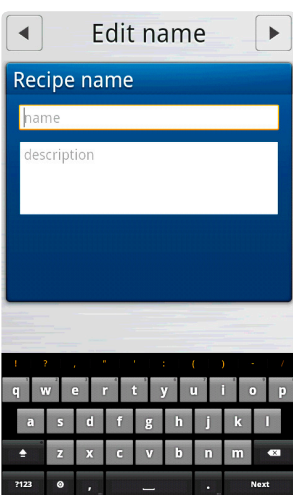 Edit name
Recipe name
name
description
! ? , " ' : ( ) - /
q w e r t y u i o p
a s d f g h j k l
z x c v b n m
?123 , . Next